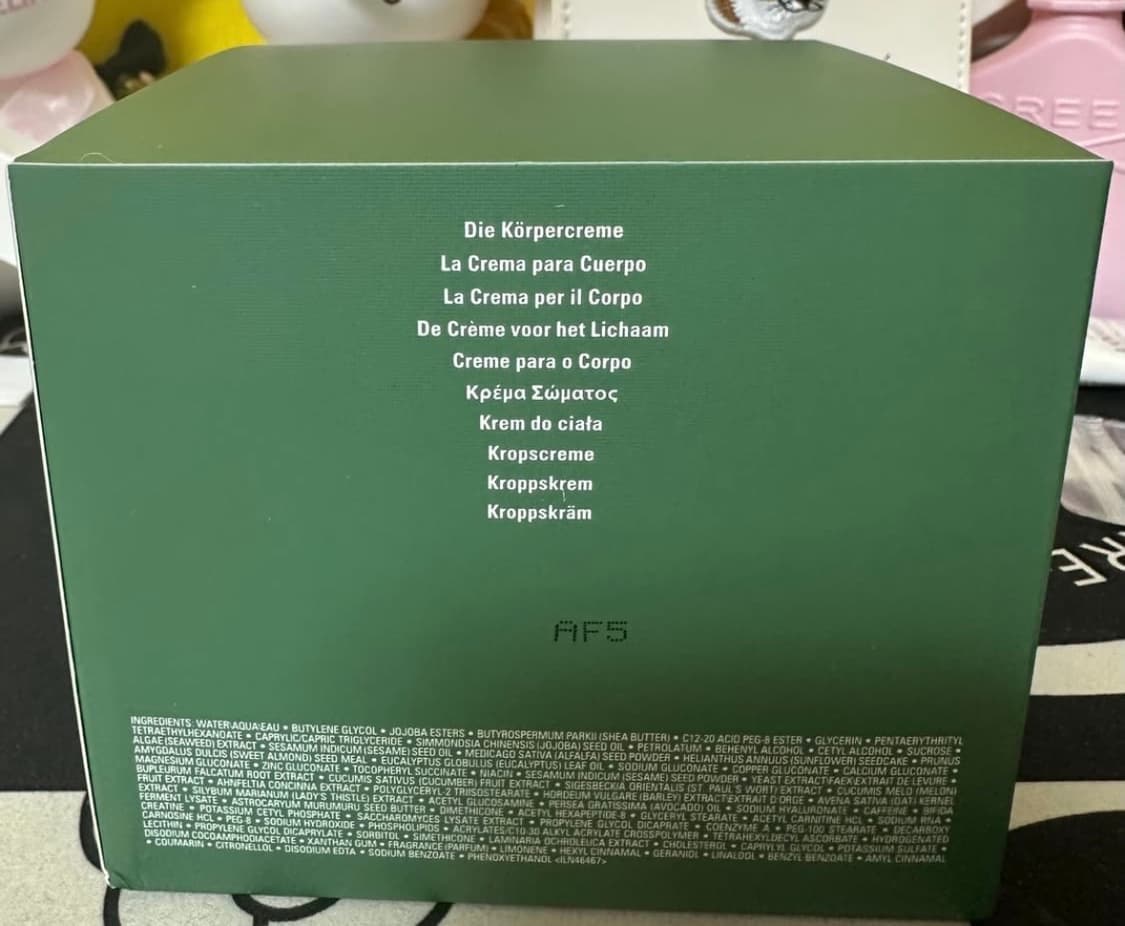 Die Körpercreme
La Crema para Cuerpo
La Crema per il Corpo
De Crème voor het Lichaam
Creme para o Corpo
Κρέμα Σώματος
Krem do ciała
Kropscreme
Kroppskrem
Kroppskräm
AF5
INGREDIENTS: WATER\AQUA\EAU • BUTYLENE GLYCOL • JOJOBA ESTERS • BUTYROSPERMUM PARKII (SHEA BUTTER) • C12-20 ACID PEG-8 ESTER • GLYCERIN • PENTAERYTHRITYL
TETRAETHYLHEXANOATE • CAPRYLIC/CAPRIC TRIGLYCERIDE • SIMMONDSIA CHINENSIS (JOJOBA) SEED OIL • PETROLATUM • BEHENYL ALCOHOL • CETYL ALCOHOL • SUCROSE •
ALGAE (SEAWEED) EXTRACT • SESAMUM INDICUM (SESAME) SEED OIL • MEDICAGO SATIVA (ALFALFA) SEED POWDER • HELIANTHUS ANNUUS (SUNFLOWER) SEEDCAKE • PRUNUS
AMYGDALUS DULCIS (SWEET ALMOND) SEED MEAL • EUCALYPTUS GLOBULUS (EUCALYPTUS) LEAF OIL • SODIUM GLUCONATE • COPPER GLUCONATE • CALCIUM GLUCONATE •
MAGNESIUM GLUCONATE • ZINC GLUCONATE • TOCOPHERYL SUCCINATE • NIACIN • SESAMUM INDICUM (SESAME) SEED POWDER • YEAST EXTRACT\FAEX\EXTRAIT DE LEVURE •
BUPLEURUM FALCATUM ROOT EXTRACT • CUCUMIS SATIVUS (CUCUMBER) FRUIT EXTRACT • SIGESBECKIA ORIENTALIS (ST. PAUL'S WORT) EXTRACT • CUCUMIS MELO (MELON)
FRUIT EXTRACT • AHNFELTIA CONCINNA EXTRACT • POLYGLYCERYL-2 TRIISOSTEARATE • HORDEUM VULGARE (BARLEY) EXTRACT\EXTRAIT D'ORGE • AVENA SATIVA (OAT) KERNEL
EXTRACT • SILYBUM MARIANUM (LADY'S THISTLE) EXTRACT • ACETYL GLUCOSAMINE • PERSEA GRATISSIMA (AVOCADO) OIL • SODIUM HYALURONATE • CAFFEINE • SODIUM RNA •
FERMENT LYSATE • ASTROCARYUM MURUMURU SEED BUTTER • DIMETHICONE • ACETYL HEXAPEPTIDE-8 • GLYCERYL STEARATE • ACETYL CARNITINE HCL •
CREATINE • POTASSIUM CETYL PHOSPHATE • SACCHAROMYCES LYSATE EXTRACT • PROPYLENE GLYCOL DICAPRATE • COENZYME A • PEG-100 STEARATE • DECARBOXY
CARNOSINE HCL • PEG-8 • SODIUM HYDROXIDE • PHOSPHOLIPIDS • ACRYLATES/C10-30 ALKYL ACRYLATE CROSSPOLYMER • TETRAHEXYLDECYL ASCORBATE • HYDROGENATED
LECITHIN • PROPYLENE GLYCOL DICAPRYLATE • SORBITOL • SIMETHICONE • LAMINARIA OCHROLEUCA EXTRACT • CHOLESTEROL • CAPRYLYL GLYCOL • POTASSIUM SULFATE •
DISODIUM COCOAMPHODIACETATE • XANTHAN GUM • FRAGRANCE (PARFUM) • LIMONENE • HEXYL CINNAMAL • GERANIOL • LINALOOL • BENZYL BENZOATE • AMYL CINNAMAL
• COUMARIN • CITRONELLOL • DISODIUM EDTA • SODIUM BENZOATE • PHENOXYETHANOL <ILN46467>